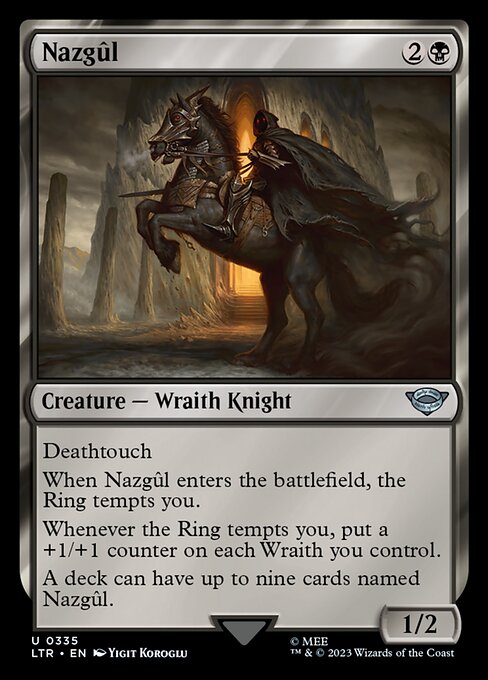 Nazgûl 2
Creature — Wraith Knight
Deathtouch
When Nazgûl enters the battlefield, the
Ring tempts you.
Whenever the Ring tempts you, put a
+1/+1 counter on each Wraith you control.
A deck can have up to nine cards named
Nazgûl.
1/2
U 0335
LTR • EN Yigit Koroglu
© MEE
™ & © 2023 Wizards of the Coast